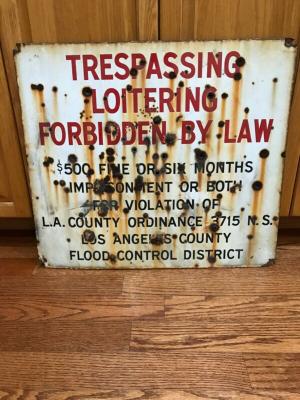 TRESPASSING
LOITERING
FORBIDDEN BY LAW
$500 FINE OR SIX MONTHS
IMPRISONMENT OR BOTH
FOR VIOLATION OF
L.A. COUNTY ORDINANCE 3715 N.S.
LOS ANGELES COUNTY
FLOOD CONTROL DISTRICT